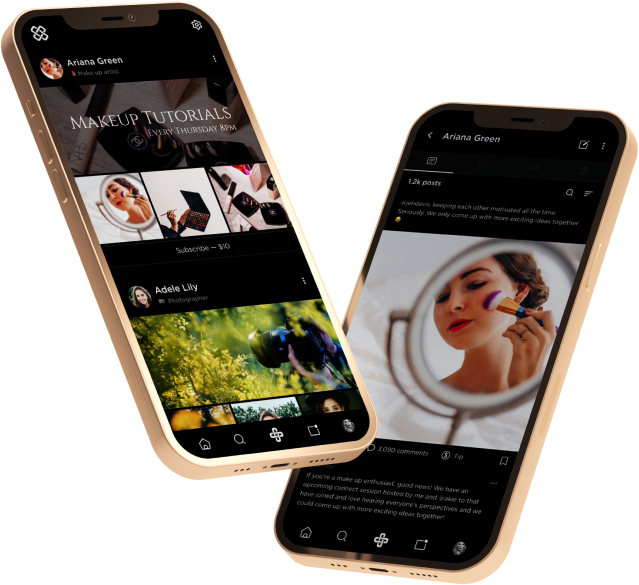 Ariana Green
Make up artist
MAKEUP TUTORIALS
EVERY THURSDAY 8PM
Subscribe ~ $10
Adele Lily
Photographer
Ariana Green
1.2k posts
@jendavis, keeping each other motivated all the time.
Seriously. We only come up with more exciting ideas together
3,090 comments
Tip
If you're a make up enthusiast, good news! We have an
upcoming connect session hosted by me and @akie to that
have joined and love hearing everyone's perspectives and we
could come up with more exciting ideas together!